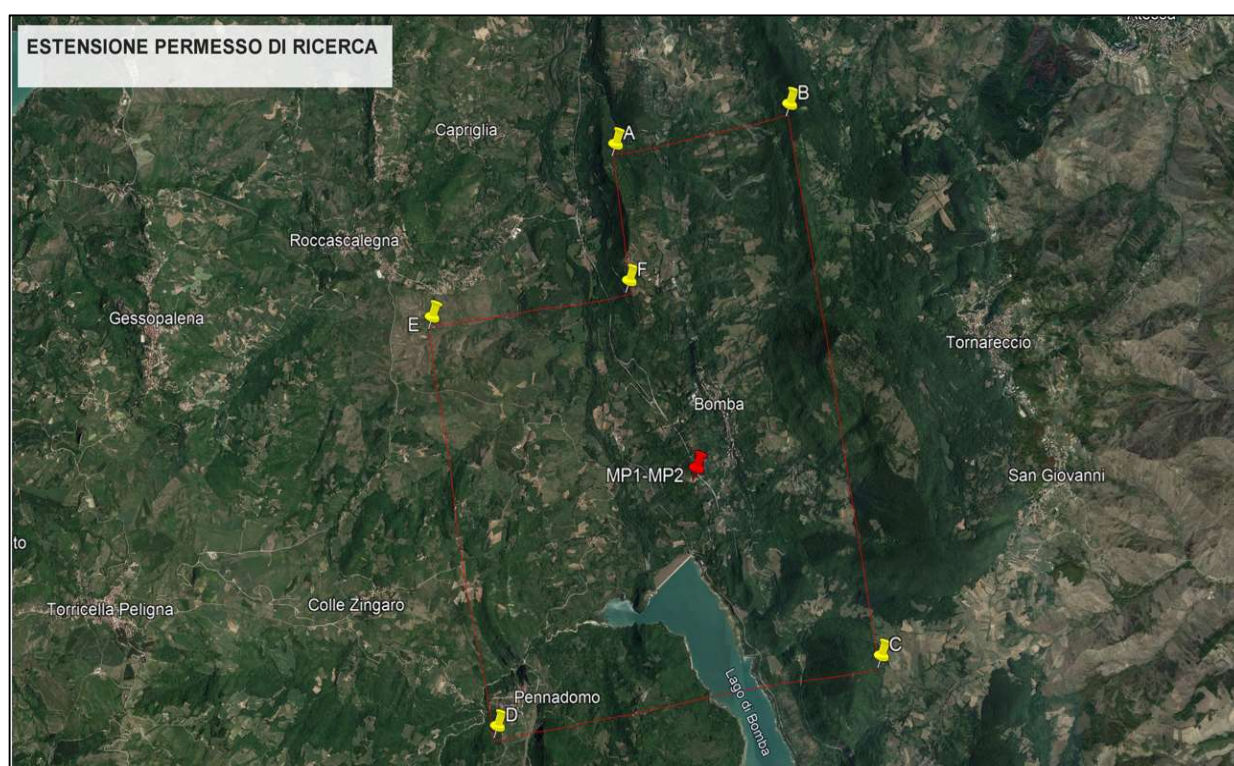 ESTENSIONE PERMESSO DI RICERCA
Atessa
B
A
Capriglia
Roccascalegna
F
E
Gessopalena
Tornareccio
Bomba
MP1-MP2
San Giovanni
to
Torricella Peligna
Colle Zingaro
C
Pennadomo
Lago di Bomba
D